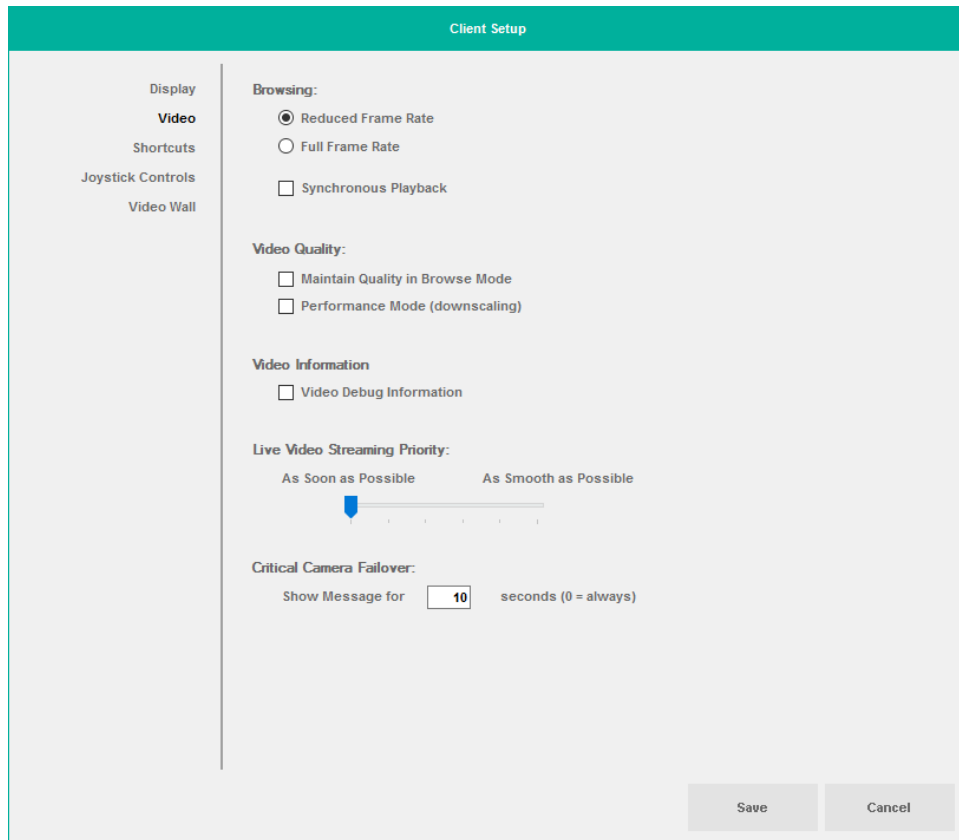 Client Setup
Display
Video
Shortcuts
Joystick Controls
Video Wall
Browsing:
Reduced Frame Rate
Full Frame Rate
Synchronous Playback
Video Quality:
Maintain Quality in Browse Mode
Performance Mode (downscaling)
Video Information
Video Debug Information
Live Video Streaming Priority:
As Soon as Possible As Smooth as Possible
Critical Camera Failover:
Show Message for 10 seconds (0 = always)
Save Cancel